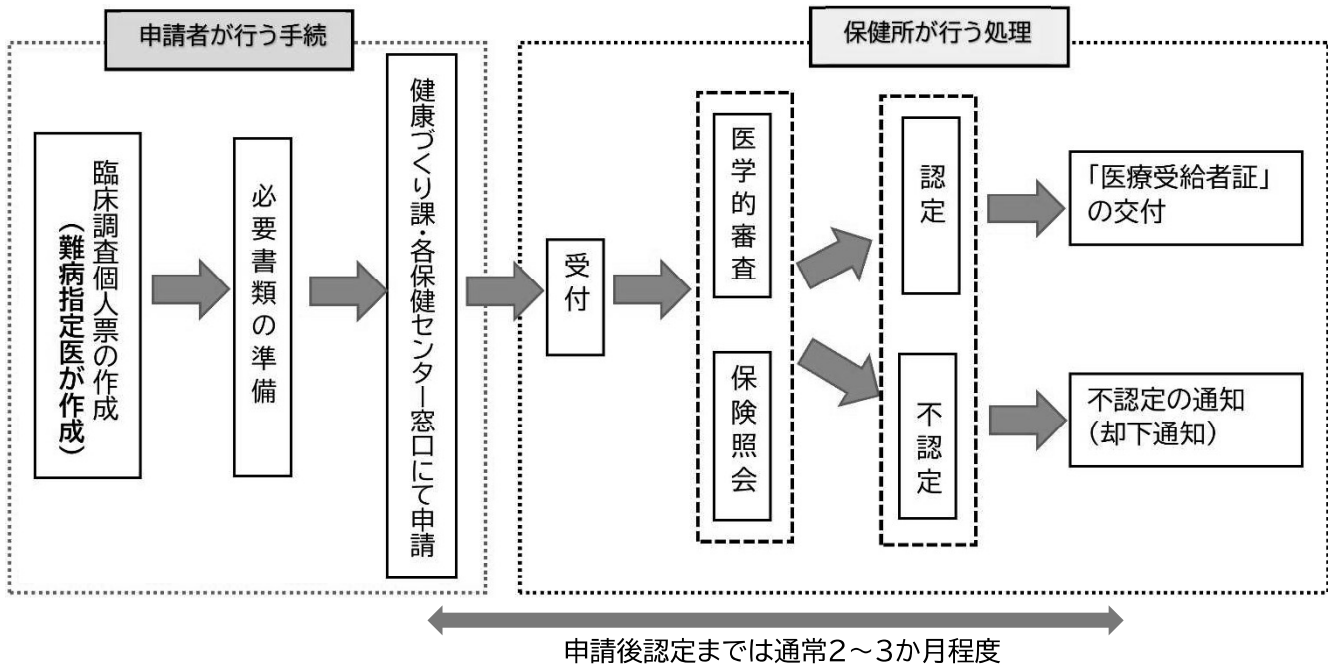 申請者が行う手続
臨床調査個人票の作成
(難病指定医が作成)
必要書類の準備
健康づくり課・各保健センター窓口にて申請
保健所が行う処理
受付
医学的審査
保険照会
認定
不認定
「医療受給者証」
の交付
不認定の通知
(却下通知)
申請後認定までは通常2～3か月程度